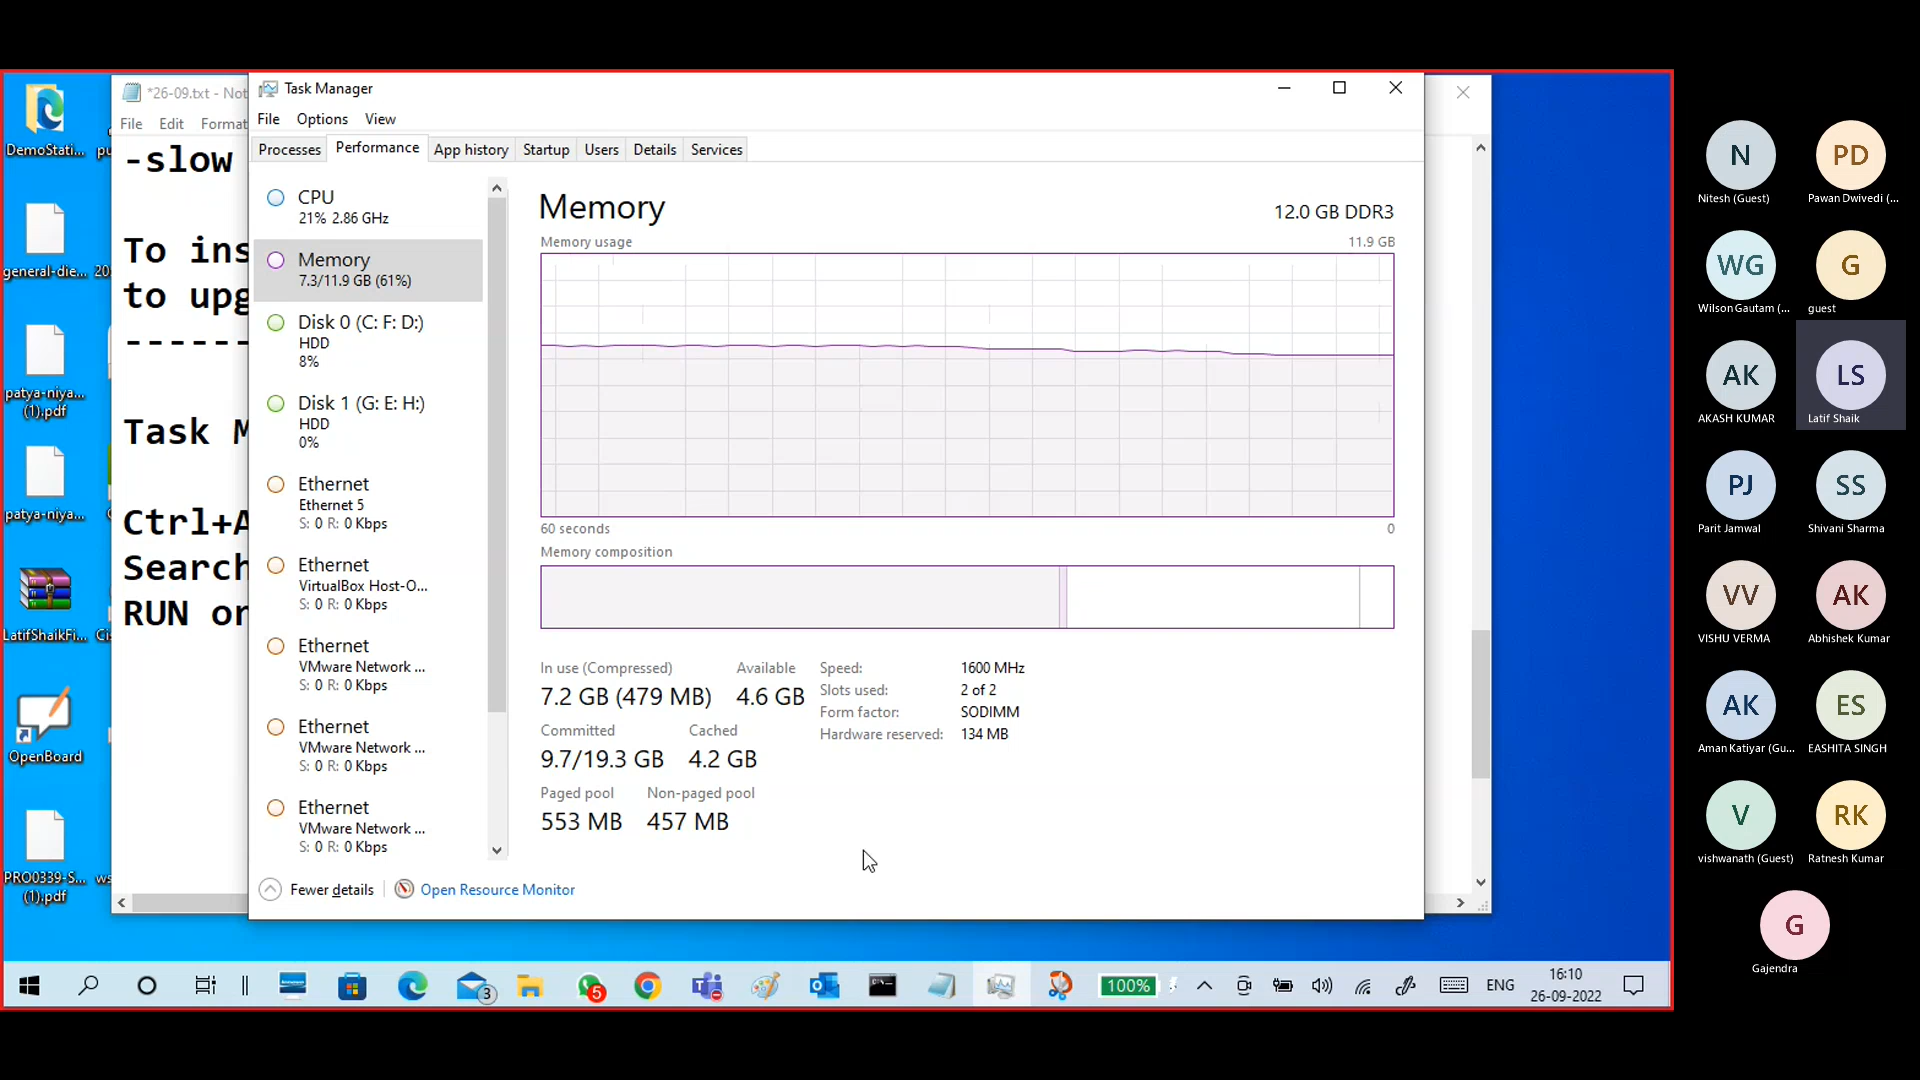 DemoStati...
general-die...
patya-niya...
(1).pdf
patya-niya...
LatifShaikFi...
OpenBoard
PRO0339-S...
(1).pdf
pu
20
Ci
ws
*26-09.txt - Not
File Edit Format
-slow
To ins
to upg
------
Task M
Ctrl+A
Search
RUN or
Task Manager
File Options View
Processes Performance App history Startup Users Details Services
CPU
21% 2.86 GHz
Memory
7.3/11.9 GB (61%)
Disk 0 (C: F: D:)
HDD
8%
Disk 1 (G: E: H:)
HDD
0%
Ethernet
Ethernet 5
S: 0 R: 0 Kbps
Ethernet
VirtualBox Host-O...
S: 0 R: 0 Kbps
Ethernet
VMware Network ...
S: 0 R: 0 Kbps
Ethernet
VMware Network ...
S: 0 R: 0 Kbps
Ethernet
VMware Network ...
S: 0 R: 0 Kbps
Memory 12.0 GB DDR3
Memory usage 11.9 GB
60 seconds 0
Memory composition
In use (Compressed) Available
7.2 GB (479 MB) 4.6 GB
Committed Cached
9.7/19.3 GB 4.2 GB
Paged pool Non-paged pool
553 MB 457 MB
Speed: 1600 MHz
Slots used: 2 of 2
Form factor: SODIMM
Hardware reserved: 134 MB
Fewer details Open Resource Monitor
3
5
100%
ENG
16:10
26-09-2022
N
Nitesh (Guest)
PD
Pawan Dwivedi (...
WG
Wilson Gautam (...
G
guest
AK
AKASH KUMAR
LS
Latif Shaik
PJ
Parit Jamwal
SS
Shivani Sharma
VV
VISHU VERMA
AK
Abhishek Kumar
AK
Aman Katiyar (Gu...
ES
EASHITA SINGH
V
vishwanath (Guest)
RK
Ratnesh Kumar
G
Gajendra